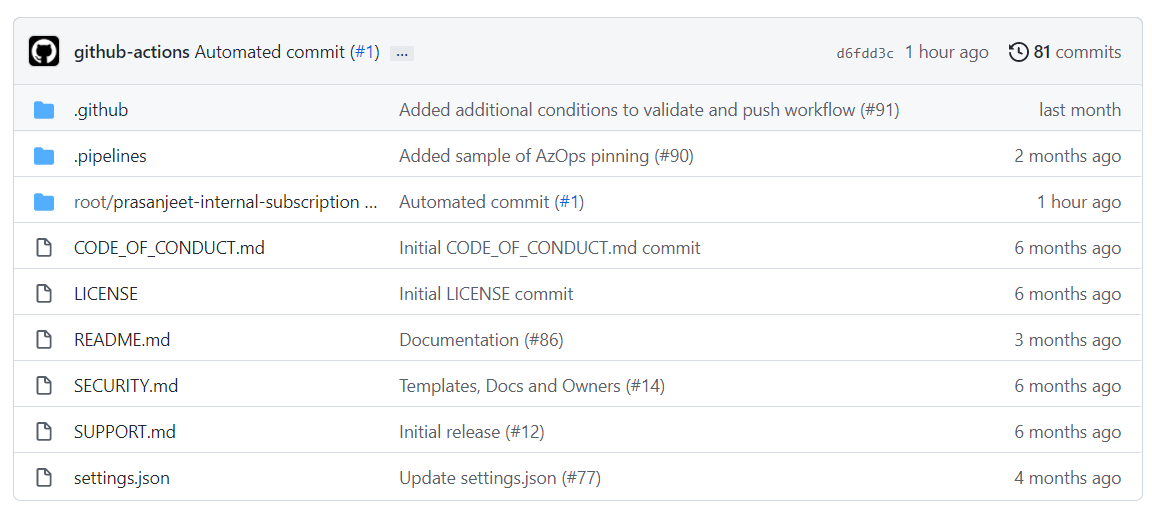 github-actions Automated commit (#1) ... d6fdd3c 1 hour ago 81 commits
.github Added additional conditions to validate and push workflow (#91) last month
.pipelines Added sample of AzOps pinning (#90) 2 months ago
root/prasanjeet-internal-subscription ... Automated commit (#1) 1 hour ago
CODE_OF_CONDUCT.md Initial CODE_OF_CONDUCT.md commit 6 months ago
LICENSE Initial LICENSE commit 6 months ago
README.md Documentation (#86) 3 months ago
SECURITY.md Templates, Docs and Owners (#14) 6 months ago
SUPPORT.md Initial release (#12) 6 months ago
settings.json Update settings.json (#77) 4 months ago